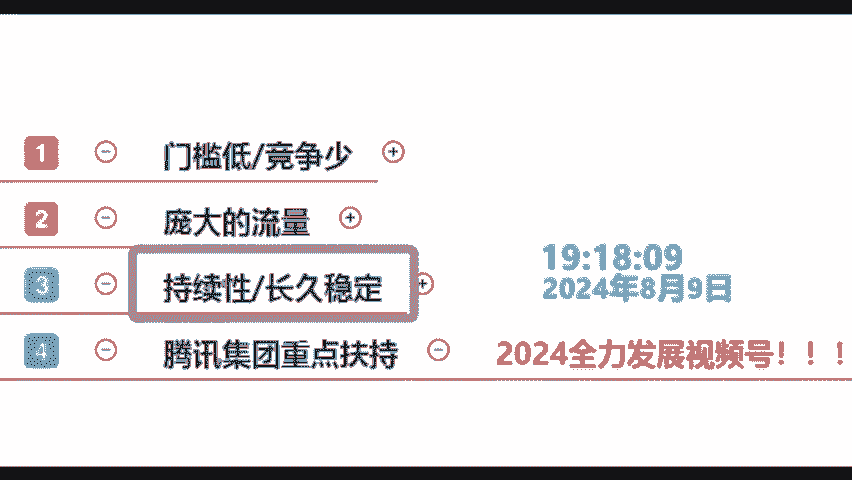 1 门槛低/竞争少
2 庞大的流量
3 持续性/长久稳定
19:18:09
2024年8月9日
4 腾讯集团重点扶持 2024全力发展视频号！！！